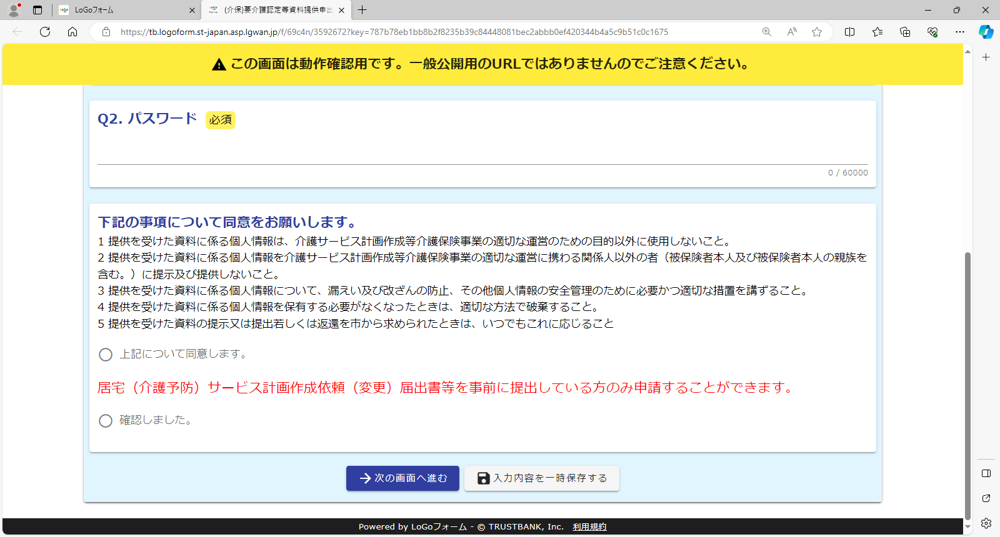 LoGoフォーム
(介保)要介護認定等資料提供申出
https://tb.logoform.st-japan.asp.lgwan.jp/f/69c4n/3592672?key=787b78eb1bb8b2f8235b39c84448081bec2abbb0ef420344b4a5c9b51c0c1675
この画面は動作確認用です。一般公開用のURLではありませんのでご注意ください。
Q2. パスワード 必須
0 / 60000
下記の事項について同意をお願いします。
1 提供を受けた資料に係る個人情報は、介護サービス計画作成等介護保険事業の適切な運営のための目的以外に使用しないこと。
2 提供を受けた資料に係る個人情報を介護サービス計画作成等介護保険事業の適切な運営に携わる関係人以外の者（被保険者本人及び被保険者本人の親族を
含む。）に提示及び提供しないこと。
3 提供を受けた資料に係る個人情報について、漏えい及び改ざんの防止、その他個人情報の安全管理のために必要かつ適切な措置を講ずること。
4 提供を受けた資料に係る個人情報を保有する必要がなくなったときは、適切な方法で破棄すること。
5 提供を受けた資料の提示又は提出若しくは返還を市から求められたときは、いつでもこれに応じること
上記について同意します。
居宅（介護予防）サービス計画作成依頼（変更）届出書等を事前に提出している方のみ申請することができます。
確認しました。
次の画面へ進む
入力内容を一時保存する
Powered by LoGoフォーム - © TRUSTBANK, Inc. 利用規約